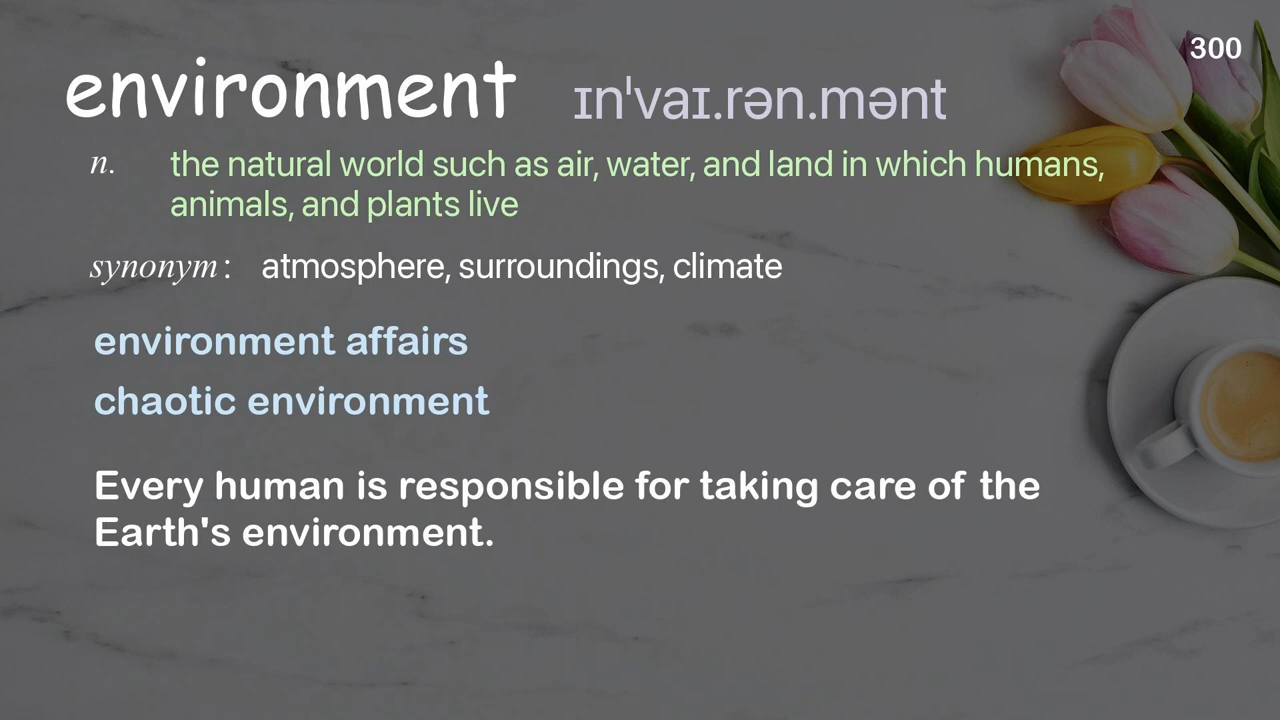 300
environment ɪnˈvaɪ.rən.mənt
n. the natural world such as air, water, and land in which humans,
animals, and plants live
synonym: atmosphere, surroundings, climate
environment affairs
chaotic environment
Every human is responsible for taking care of the
Earth's environment.